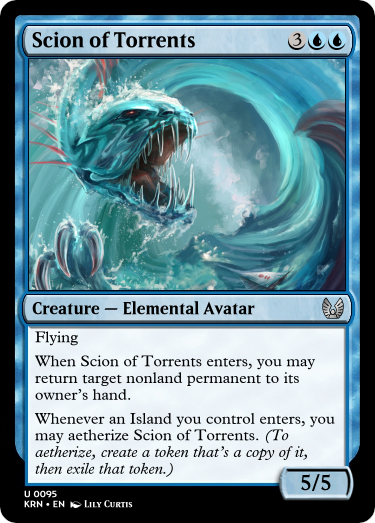 Scion of Torrents 3
Creature — Elemental Avatar
Flying
When Scion of Torrents enters, you may
return target nonland permanent to its
owner's hand.
Whenever an Island you control enters, you
may aetherize Scion of Torrents. (To
aetherize, create a token that's a copy of it,
then exile that token.)
5/5
U 0095
KRN • EN Lily Curtis